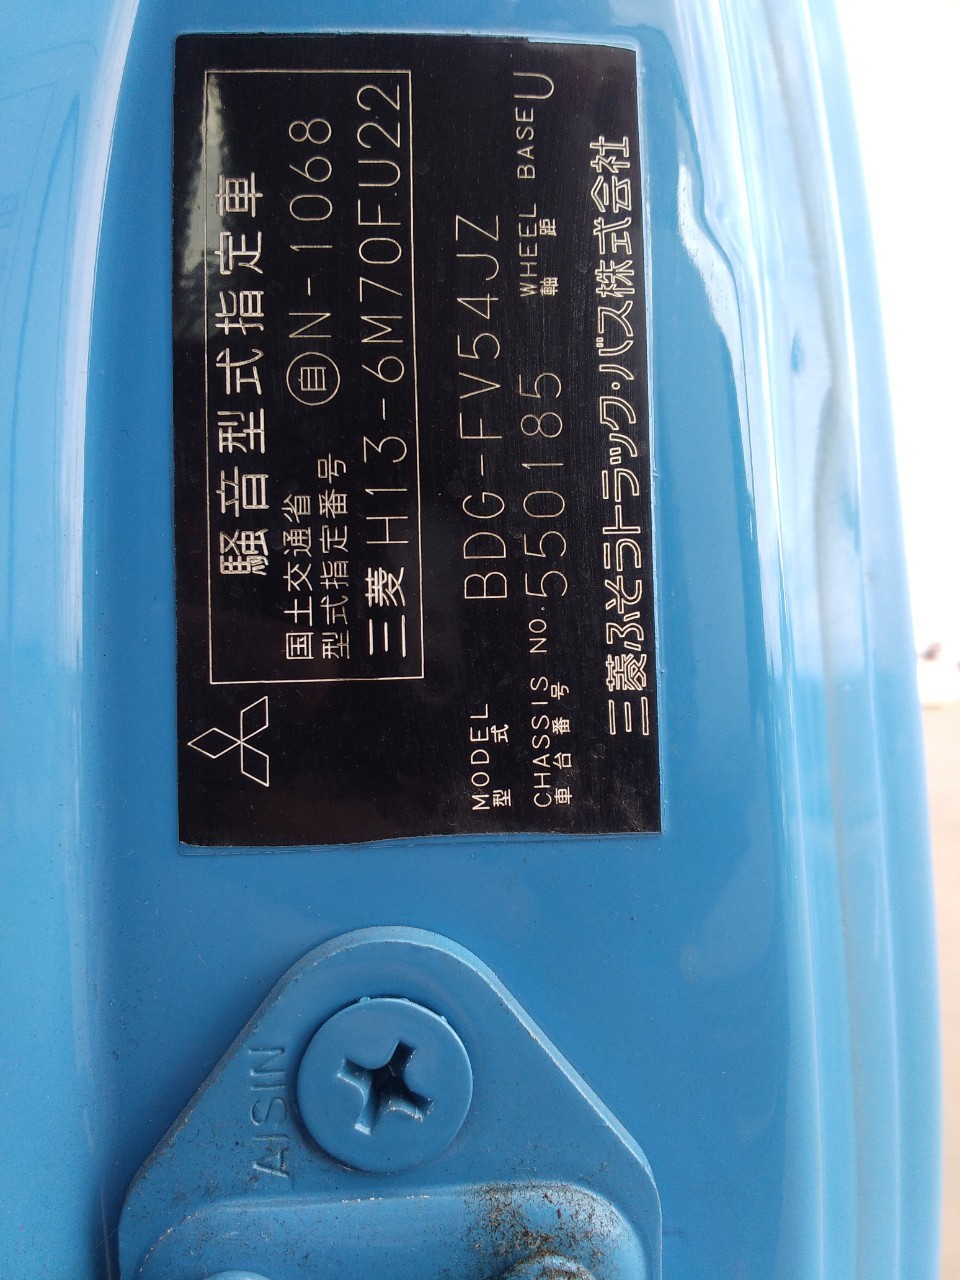 騒音型式指定車
国土交通省
型式指定番号 自N-1068
三菱 H13-6M70FU22
MODEL
型式 BDG-FV54JZ
CHASSIS NO. 550185 WHEEL BASE U
車台番号 軸距
三菱ふそうトラック・バス株式会社
AISIN